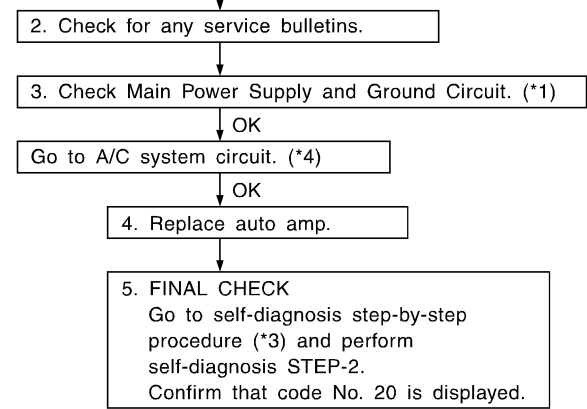 2. Check for any service bulletins.
3. Check Main Power Supply and Ground Circuit. (*1)
OK
Go to A/C system circuit. (*4)
OK
4. Replace auto amp.
5. FINAL CHECK
Go to self-diagnosis step-by-step
procedure (*3) and perform
self-diagnosis STEP-2.
Confirm that code No. 20 is displayed.